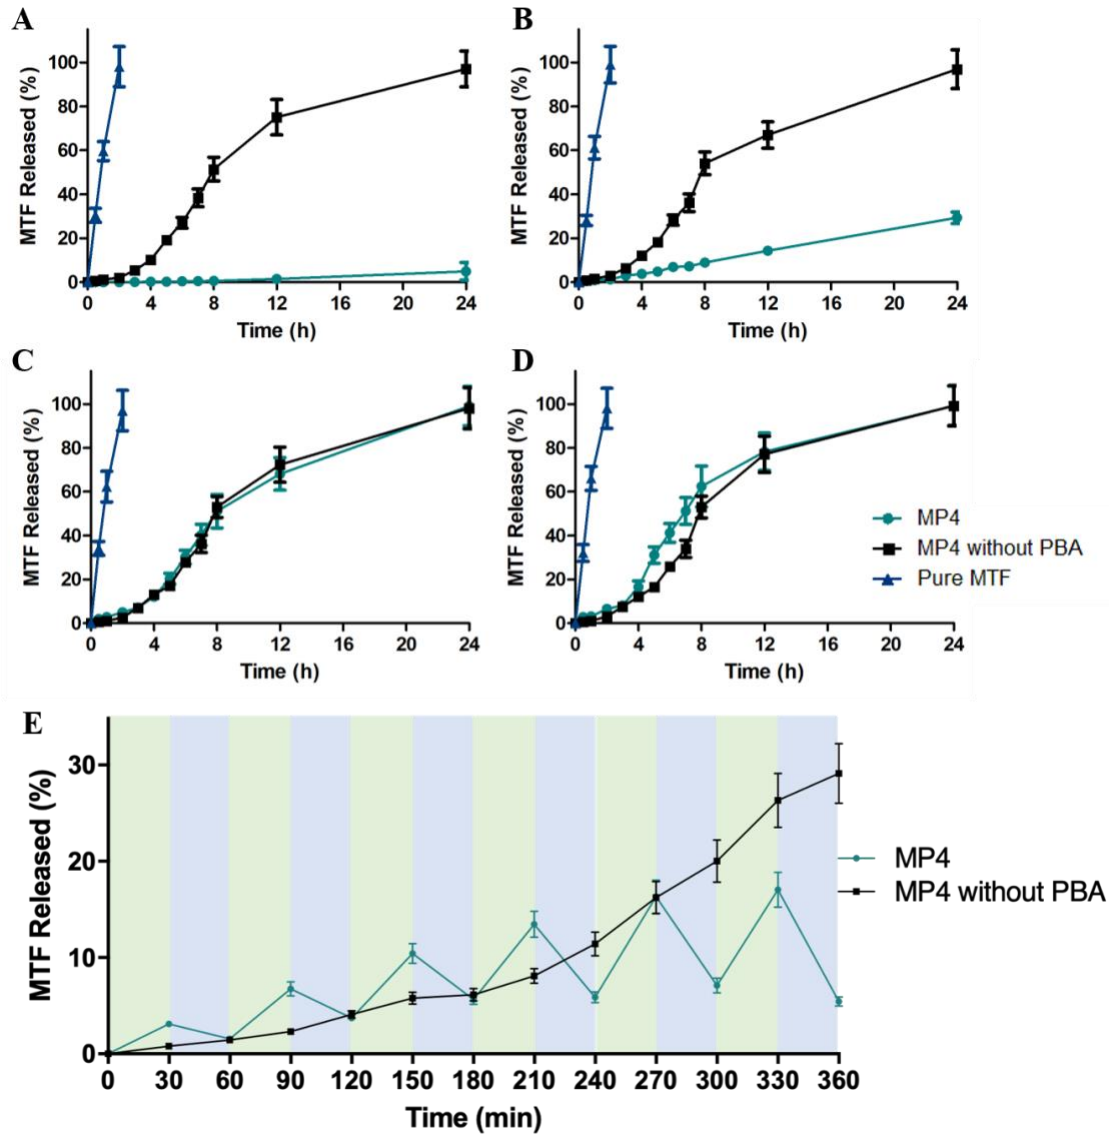 A
MTF Released (%)
100
80
60
40
20
0
0 4 8 12 16 20 24
Time (h)
B
MTF Released (%)
100
80
60
40
20
0
0 4 8 12 16 20 24
Time (h)
C
MTF Released (%)
100
80
60
40
20
0
0 4 8 12 16 20 24
Time (h)
D
MTF Released (%)
100
80
60
40
20
0
0 4 8 12 16 20 24
Time (h)
MP4
MP4 without PBA
Pure MTF
E
MTF Released (%)
30
20
10
0
0 30 60 90 120 150 180 210 240 270 300 330 360
Time (min)
MP4
MP4 without PBA